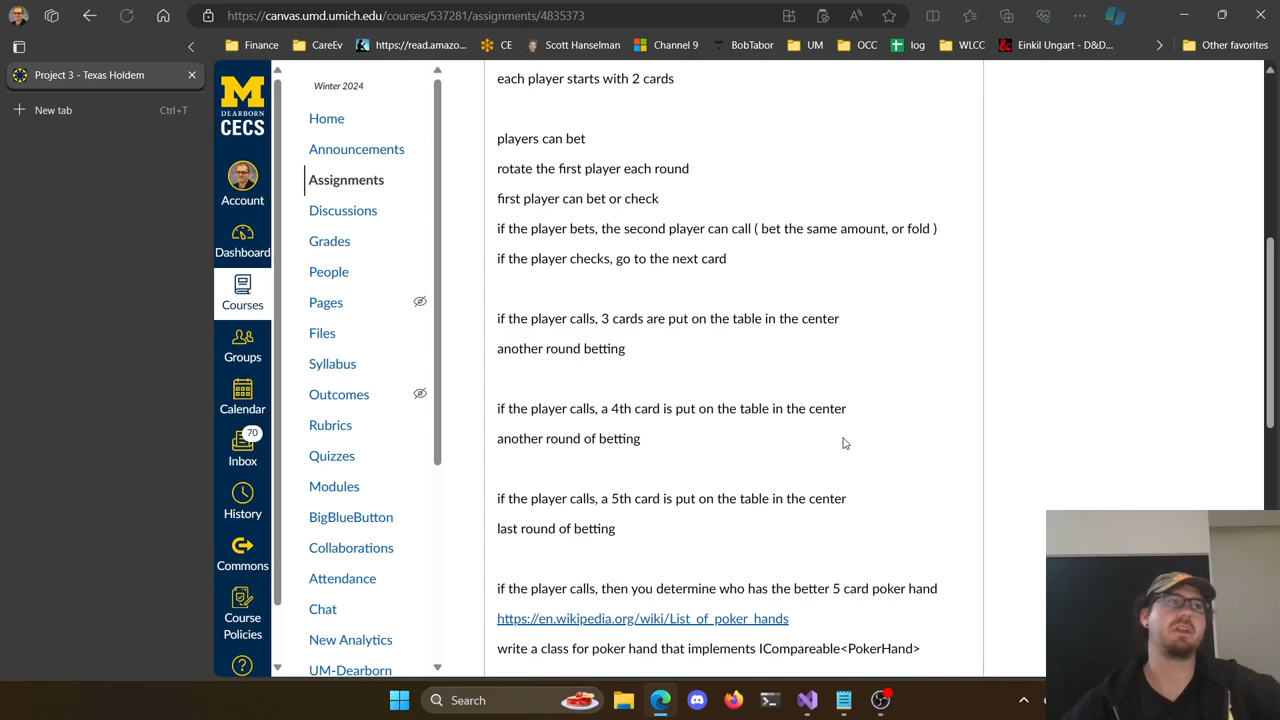 https://canvas.umd.umich.edu/courses/537281/assignments/4835373
Finance
CareEv
https://read.amazo...
CE
Scott Hanselman
Channel 9
BobTabor
UM
OCC
log
WLCC
Einkil Ungart - D&D...
Other favorites
Project 3 - Texas Holdem
New tab
Ctrl+T
M
DEARBORN
CECS
Account
Dashboard
Courses
Groups
Calendar
70
Inbox
History
Commons
Course
Policies
Winter 2024
Home
Announcements
Assignments
Discussions
Grades
People
Pages
Files
Syllabus
Outcomes
Rubrics
Quizzes
Modules
BigBlueButton
Collaborations
Attendance
Chat
New Analytics
UM-Dearborn
each player starts with 2 cards
players can bet
rotate the first player each round
first player can bet or check
if the player bets, the second player can call ( bet the same amount, or fold )
if the player checks, go to the next card
if the player calls, 3 cards are put on the table in the center
another round betting
if the player calls, a 4th card is put on the table in the center
another round of betting
if the player calls, a 5th card is put on the table in the center
last round of betting
if the player calls, then you determine who has the better 5 card poker hand
https://en.wikipedia.org/wiki/List_of_poker_hands
write a class for poker hand that implements ICompareable<PokerHand>
Search